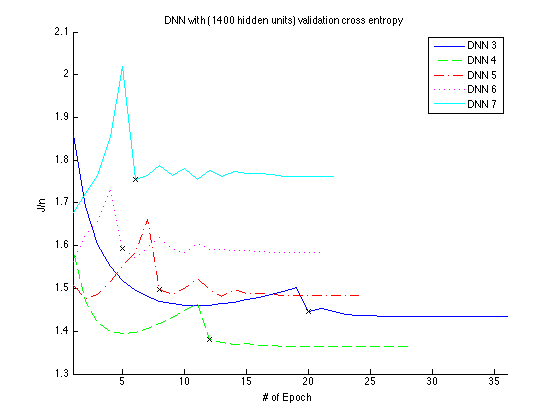 DNN with (1400 hidden units) validation cross entropy
2.1
2
1.9
1.8
1.7
1.6
1.5
1.4
1.3
J/n
5
10
15
20
25
30
35
# of Epoch
DNN 3
DNN 4
DNN 5
DNN 6
DNN 7